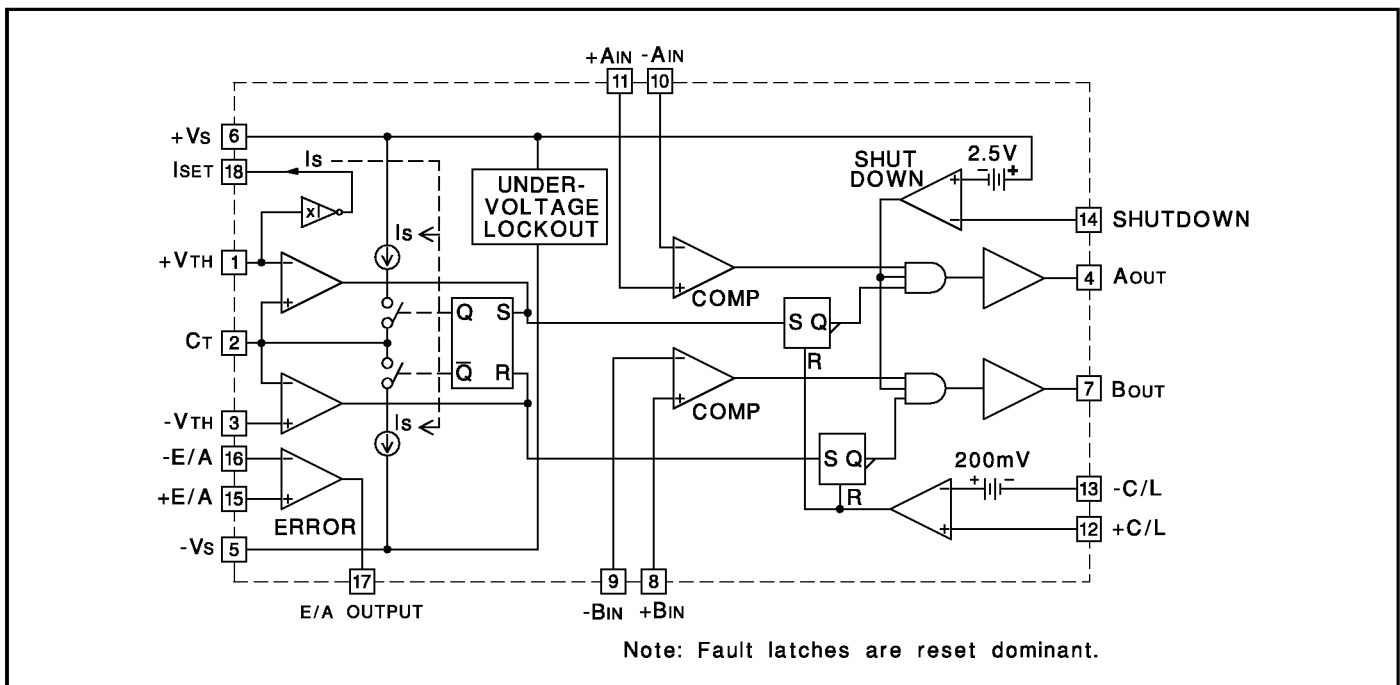 +AIN -AIN
11 10
+VS 6
ISET 18
Is
xI
Is
UNDER-
VOLTAGE
LOCKOUT
SHUT
DOWN
2.5V
- +
+
-
14 SHUTDOWN
+VTH 1
-
+
-
+
COMP
4 AOUT
CT 2
Q S
Q̅ R
S Q
R
-
+
COMP
7 BOUT
-
+
-VTH 3
Is
-E/A 16
-
+E/A 15
+
ERROR
S Q
R
200mV
+ -
-
+
13 -C/L
12 +C/L
-VS 5
17
E/A OUTPUT
9 8
-BIN +BIN
Note: Fault latches are reset dominant.